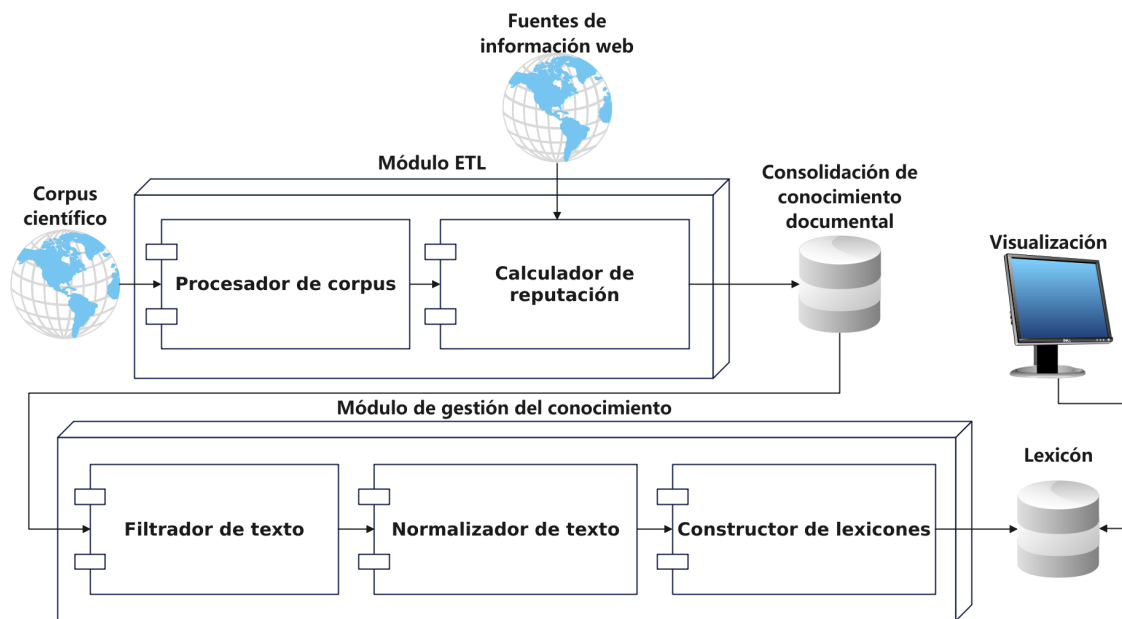 Fuentes de
información web
Módulo ETL
Corpus
científico
Procesador de corpus
Calculador de
reputación
Consolidación de
conocimiento
documental
Visualización
Módulo de gestión del conocimiento
Filtrador de texto
Normalizador de texto
Constructor de lexicones
Lexicón